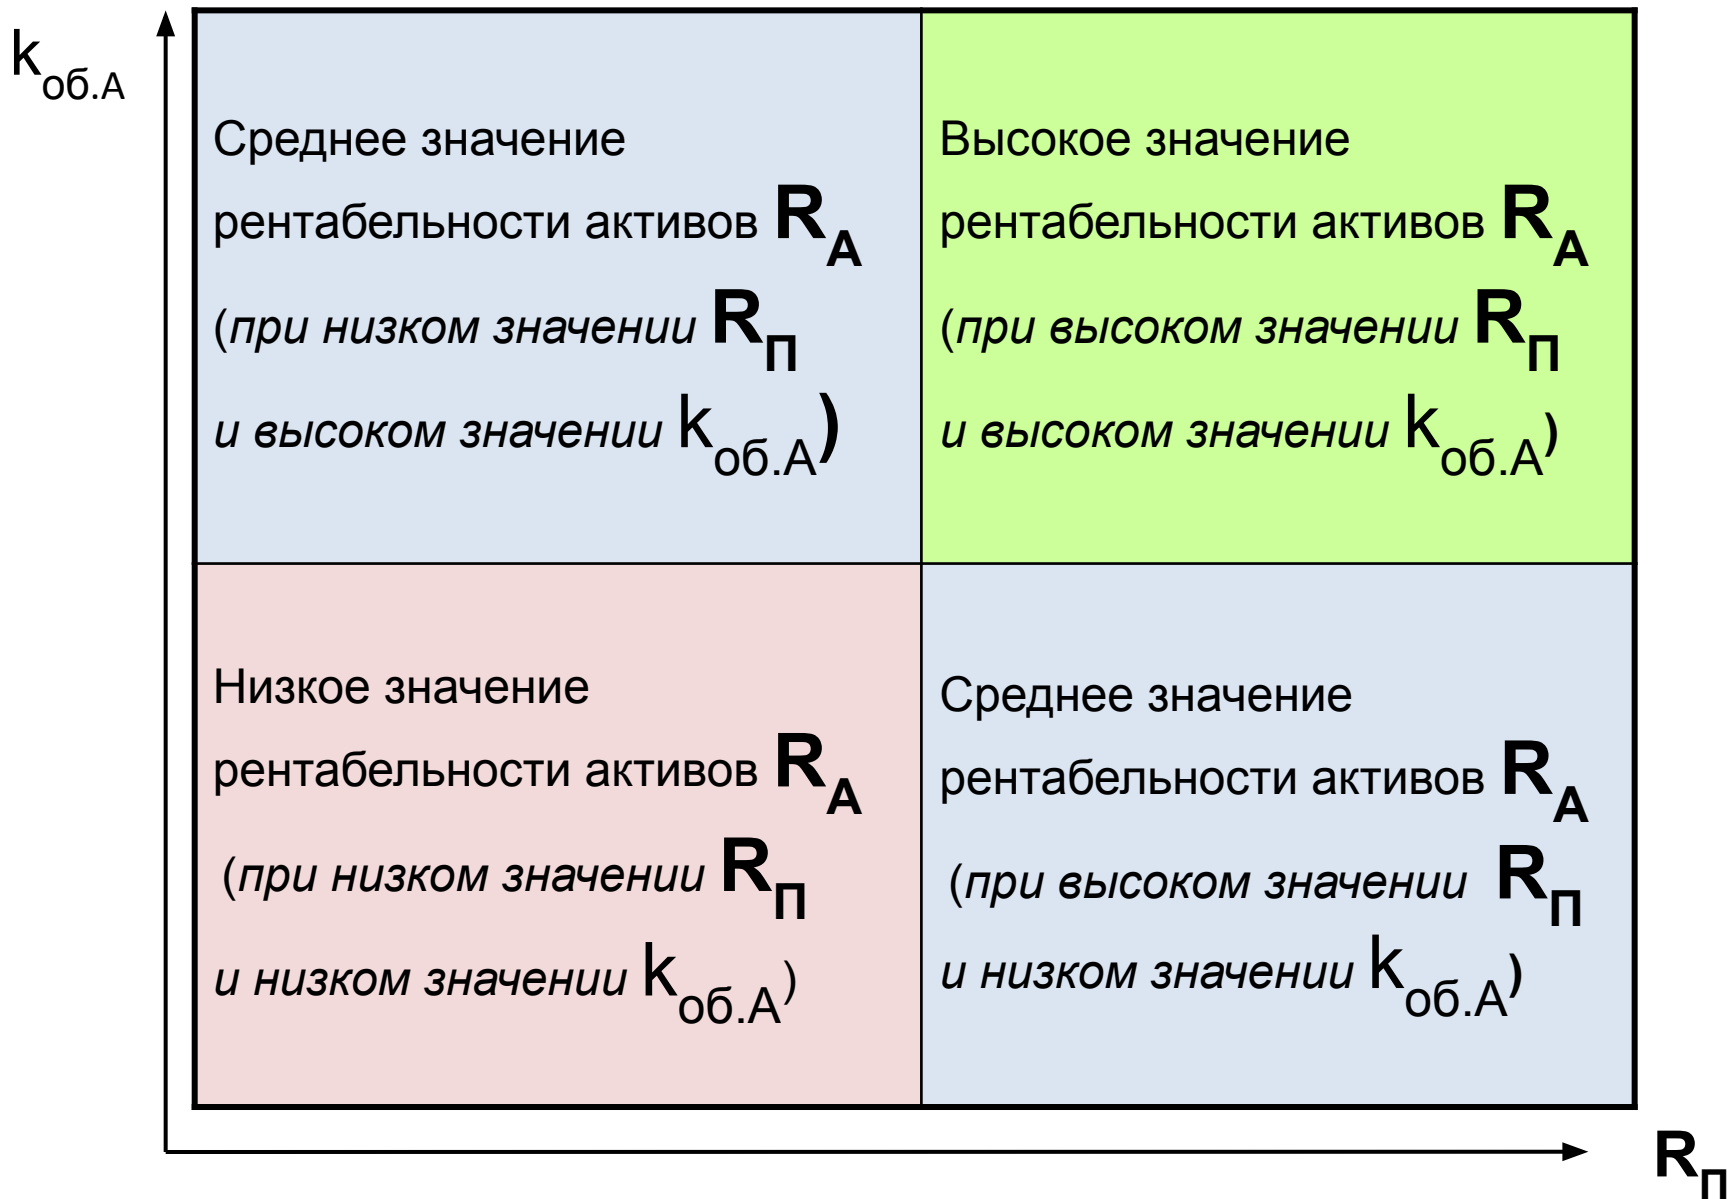 kоб.А
Среднее значение
рентабельности активов RА
(при низком значении RП
и высоком значении kоб.А)
Высокое значение
рентабельности активов RА
(при высоком значении RП
и высоком значении kоб.А)
Низкое значение
рентабельности активов RА
(при низком значении RП
и низком значении kоб.А)
Среднее значение
рентабельности активов RА
(при высоком значении RП
и низком значении kоб.А)
RП